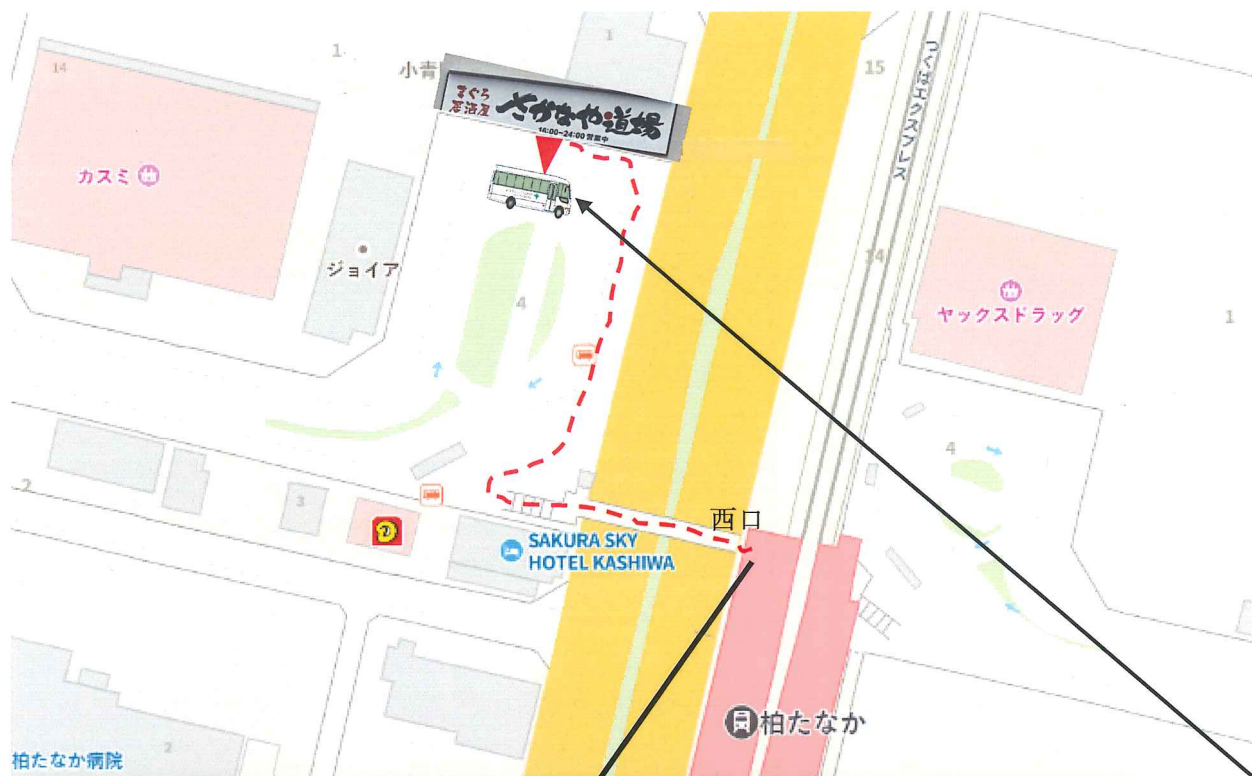 1
14
小青
まぐろ
居酒屋
さかなや道場
16:00~24:00 営業中
1
15
つくばエクスプレス
カスミ
ジョイア
4
14
ヤックスドラッグ
1
4
2
3
西口
SAKURA SKY
HOTEL KASHIWA
柏たなか
2
柏たなか病院